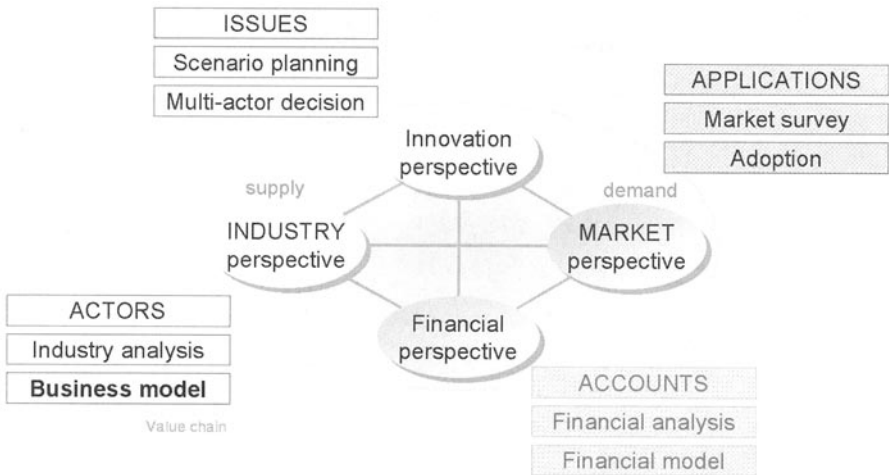 ISSUES
Scenario planning
Multi-actor decision
APPLICATIONS
Market survey
Adoption
Innovation
perspective
supply
demand
INDUSTRY
perspective
MARKET
perspective
Financial
perspective
ACTORS
Industry analysis
Business model
Value chain
ACCOUNTS
Financial analysis
Financial model